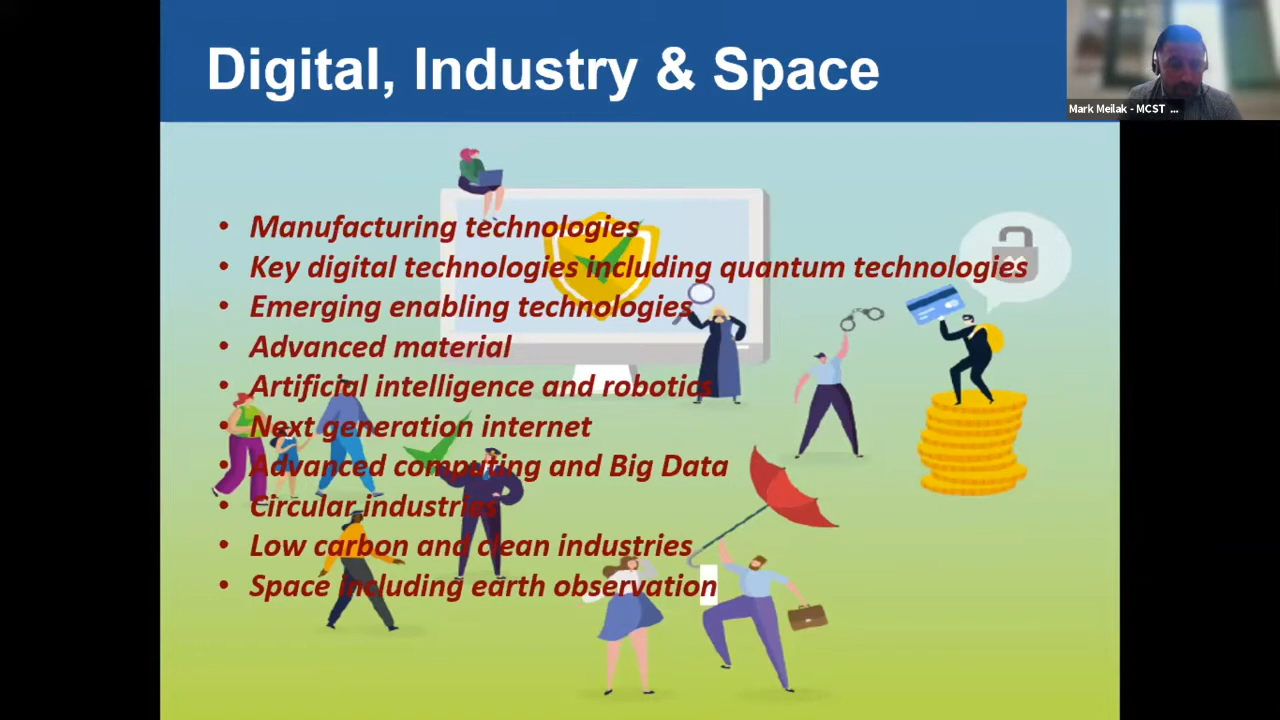 Digital, Industry & Space
Mark Meilak - MCST ...
• Manufacturing technologies
• Key digital technologies including quantum technologies
• Emerging enabling technologies
• Advanced material
• Artificial intelligence and robotics
• Next generation internet
• Advanced computing and Big Data
• Circular industries
• Low carbon and clean industries
• Space including earth observation